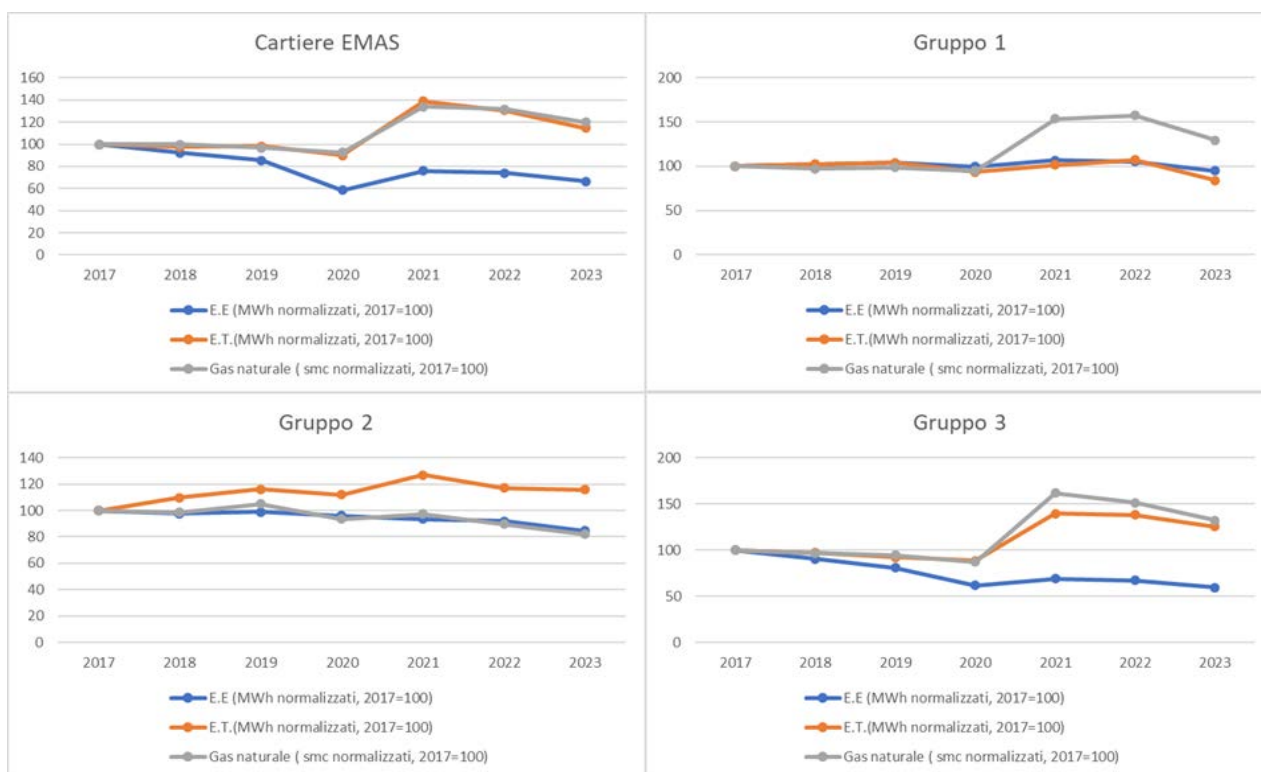 Cartiere EMAS
160
140
120
100
80
60
40
20
0
2017 2018 2019 2020 2021 2022 2023
E.E (MWh normalizzati, 2017=100)
E.T.(MWh normalizzati, 2017=100)
Gas naturale ( smc normalizzati, 2017=100)
Gruppo 1
200
150
100
50
0
2017 2018 2019 2020 2021 2022 2023
E.E (MWh normalizzati, 2017=100)
E.T.(MWh normalizzati, 2017=100)
Gas naturale ( smc normalizzati, 2017=100)
Gruppo 2
140
120
100
80
60
40
20
0
2017 2018 2019 2020 2021 2022 2023
E.E (MWh normalizzati, 2017=100)
E.T.(MWh normalizzati, 2017=100)
Gas naturale ( smc normalizzati, 2017=100)
Gruppo 3
200
150
100
50
0
2017 2018 2019 2020 2021 2022 2023
E.E (MWh normalizzati, 2017=100)
E.T.(MWh normalizzati, 2017=100)
Gas naturale ( smc normalizzati, 2017=100)